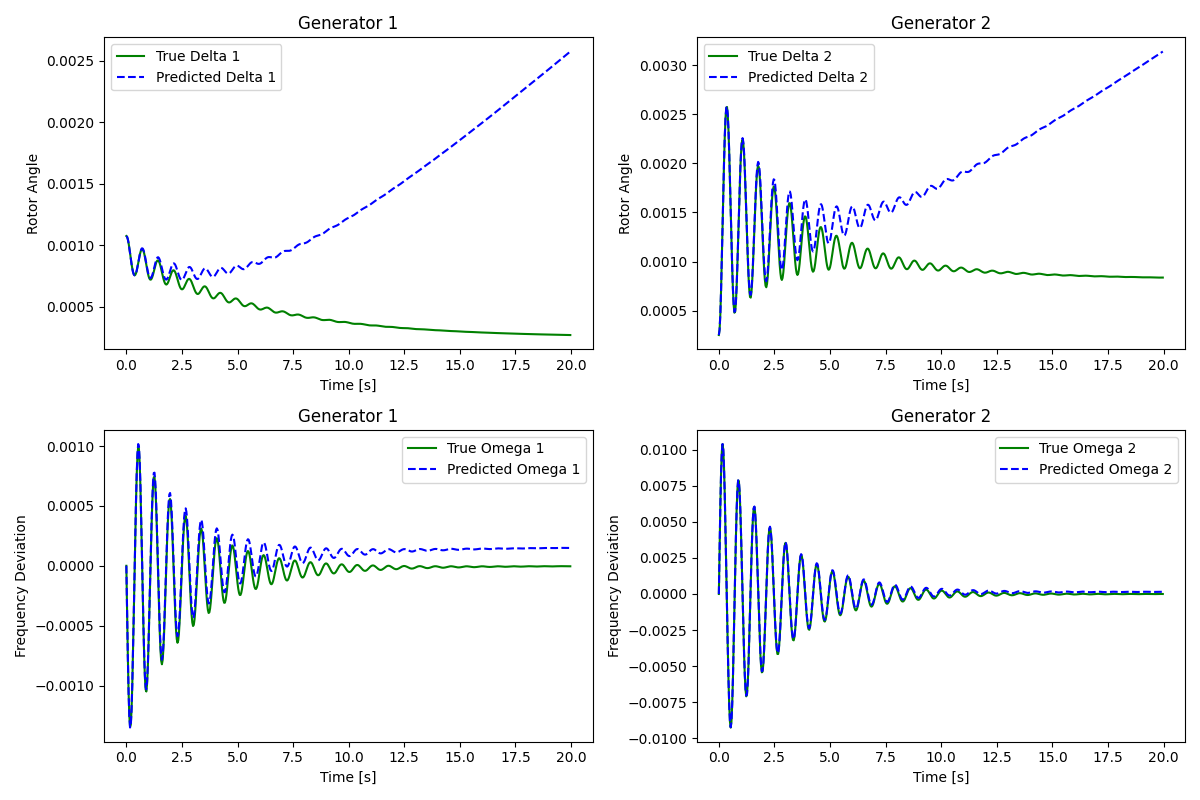 Generator 1
Rotor Angle
0.0025
0.0020
0.0015
0.0010
0.0005
True Delta 1
Predicted Delta 1
0.0 2.5 5.0 7.5 10.0 12.5 15.0 17.5 20.0
Time [s]
Generator 2
Rotor Angle
0.0030
0.0025
0.0020
0.0015
0.0010
0.0005
True Delta 2
Predicted Delta 2
0.0 2.5 5.0 7.5 10.0 12.5 15.0 17.5 20.0
Time [s]
Generator 1
Frequency Deviation
0.0010
0.0005
0.0000
−0.0005
−0.0010
True Omega 1
Predicted Omega 1
0.0 2.5 5.0 7.5 10.0 12.5 15.0 17.5 20.0
Time [s]
Generator 2
Frequency Deviation
0.0100
0.0075
0.0050
0.0025
0.0000
−0.0025
−0.0050
−0.0075
−0.0100
True Omega 2
Predicted Omega 2
0.0 2.5 5.0 7.5 10.0 12.5 15.0 17.5 20.0
Time [s]